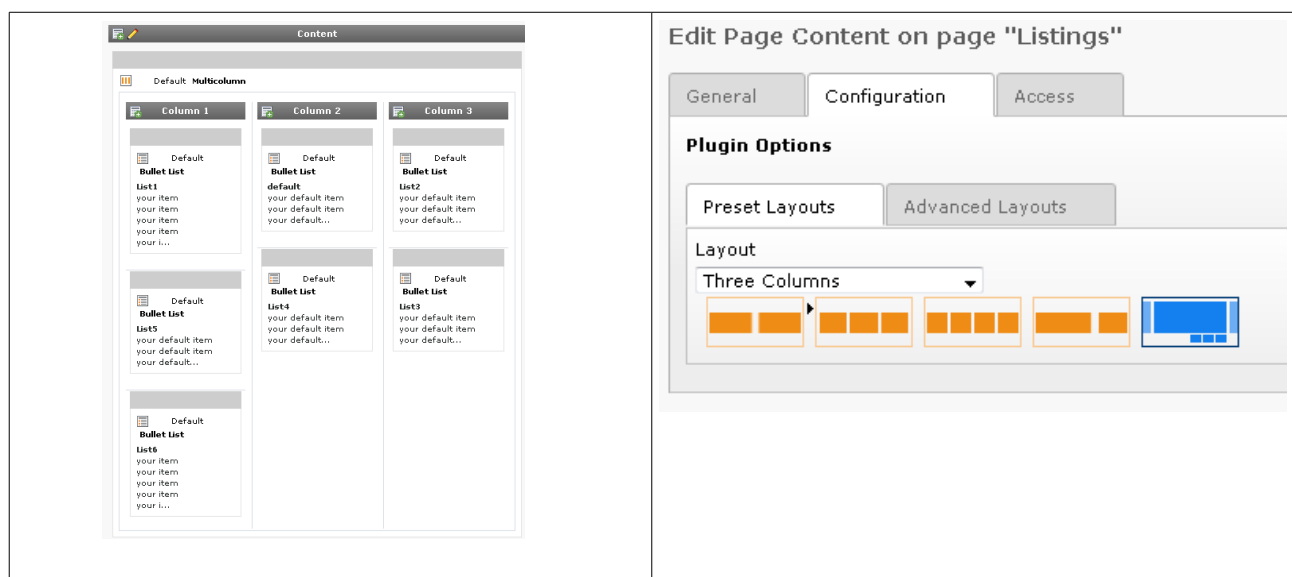 Content
Default Multicolumn
Column 1
Default
Bullet List
List1
your item
your item
your item
your item
your i...
Default
Bullet List
List5
your default item
your default item
your default...
Default
Bullet List
List6
your item
your item
your item
your item
your i...
Column 2
Default
Bullet List
default
your default item
your default item
your default...
Default
Bullet List
List4
your default item
your default item
your default...
Column 3
Default
Bullet List
List2
your default item
your default item
your default...
Default
Bullet List
List3
your default item
your default item
your default...
Edit Page Content on page "Listings"
General Configuration Access
Plugin Options
Preset Layouts Advanced Layouts
Layout
Three Columns